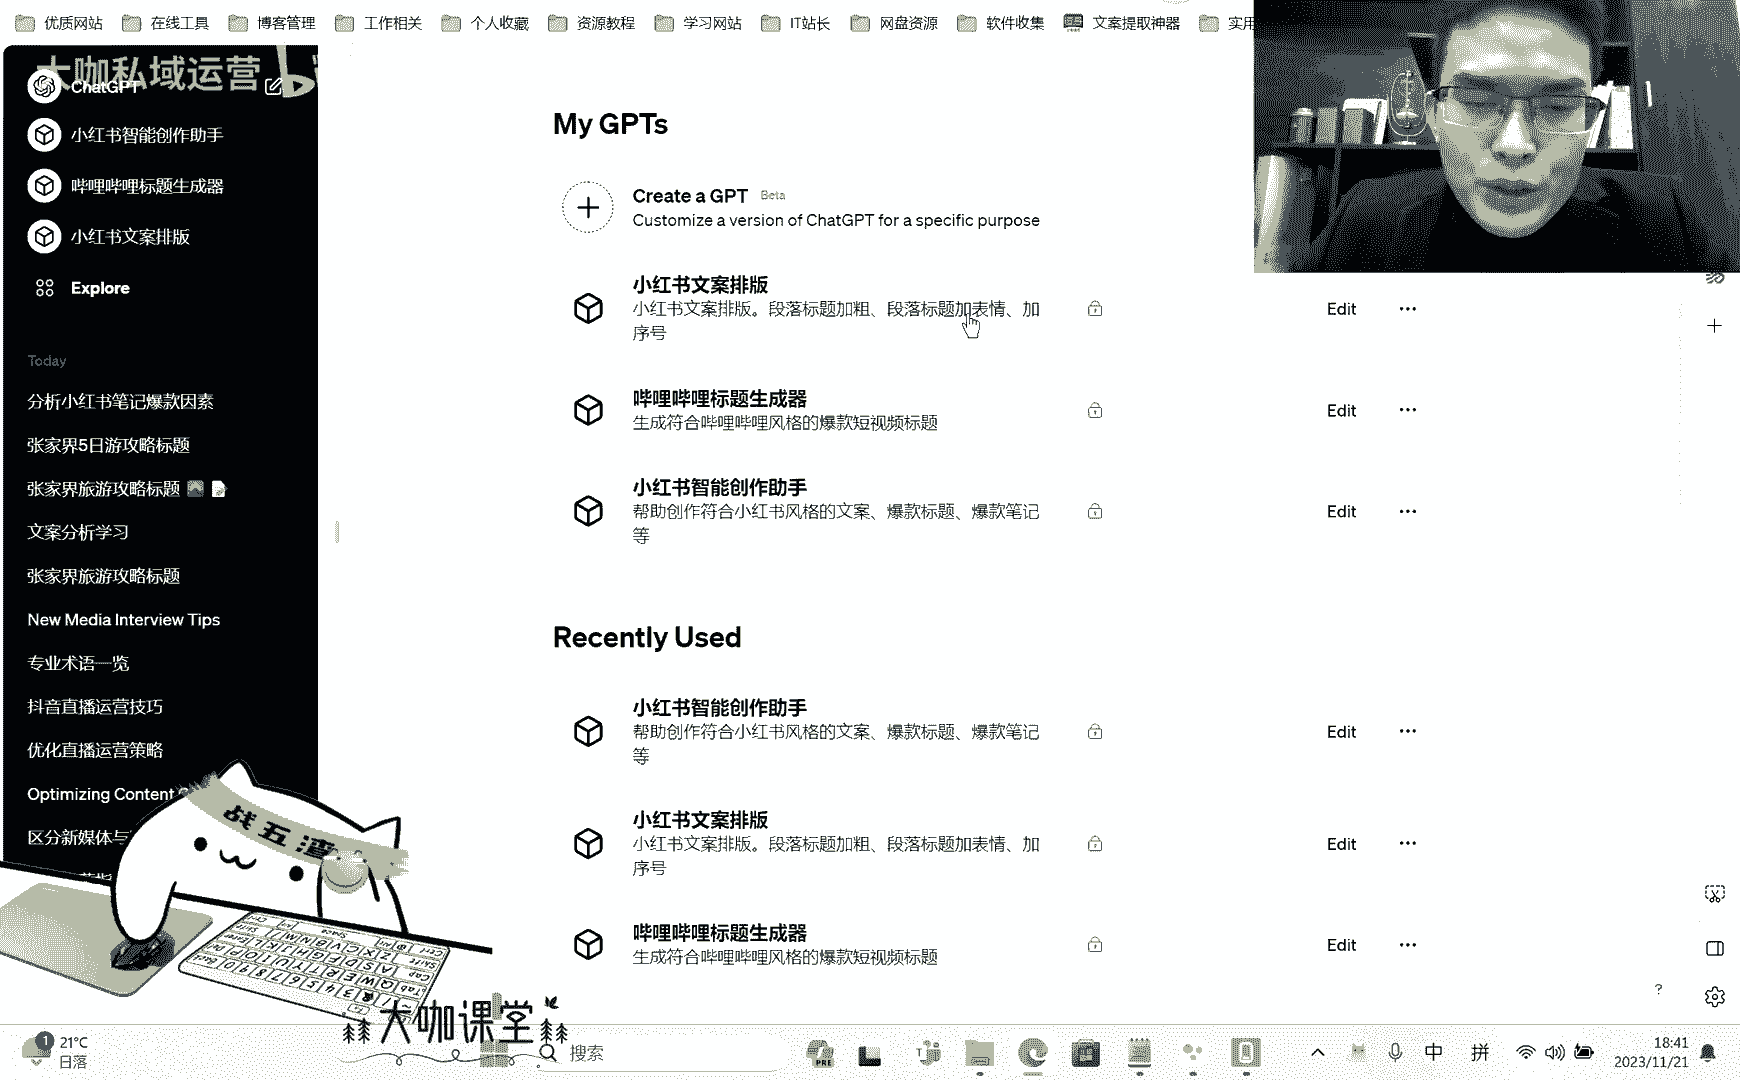 优质网站
在线工具
博客管理
工作相关
个人收藏
资源教程
学习网站
IT站长
网盘资源
软件收集
文案提取神器
实用
大咖私域运营
ChatGPT
小红书智能创作助手
哔哩哔哩标题生成器
小红书文案排版
Explore
Today
分析小红书笔记爆款因素
张家界5日游攻略标题
张家界旅游攻略标题
文案分析学习
张家界旅游攻略标题
New Media Interview Tips
专业术语一览
抖音直播运营技巧
优化直播运营策略
Optimizing Content
区分新媒体与
My GPTs
Create a GPT Beta
Customize a version of ChatGPT for a specific purpose
小红书文案排版
小红书文案排版。段落标题加粗、段落标题加表情、加
序号
Edit
哔哩哔哩标题生成器
生成符合哔哩哔哩风格的爆款短视频标题
Edit
小红书智能创作助手
帮助创作符合小红书风格的文案、爆款标题、爆款笔记
等
Edit
Recently Used
小红书智能创作助手
帮助创作符合小红书风格的文案、爆款标题、爆款笔记
等
Edit
小红书文案排版
小红书文案排版。段落标题加粗、段落标题加表情、加
序号
Edit
哔哩哔哩标题生成器
生成符合哔哩哔哩风格的爆款短视频标题
Edit
战五渣
大咖课堂
?
1
21°C
日落
搜索
PRE
中
拼
18:41
2023/11/21